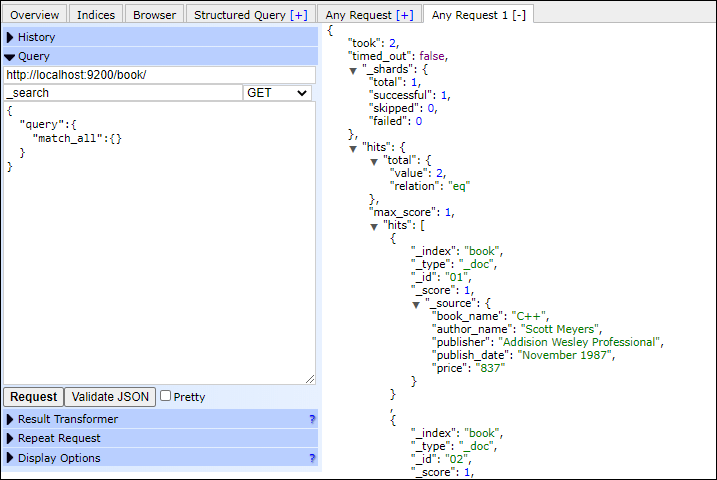 Overview Indices Browser Structured Query [+] Any Request [+] Any Request 1 [-]
History
Query
http://localhost:9200/book/
_search GET
{
"query":{
"match_all":{}
}
}
Request Validate JSON Pretty
Result Transformer ?
Repeat Request
Display Options ?
{
"took": 2,
"timed_out": false,
"_shards": {
"total": 1,
"successful": 1,
"skipped": 0,
"failed": 0
},
"hits": {
"total": {
"value": 2,
"relation": "eq"
},
"max_score": 1,
"hits": [
{
"_index": "book",
"_type": "_doc",
"_id": "01",
"_score": 1,
"_source": {
"book_name": "C++",
"author_name": "Scott Meyers",
"publisher": "Addision Wesley Professional",
"publish_date": "November 1987",
"price": "837"
}
}
,
{
"_index": "book",
"_type": "_doc",
"_id": "02",
"_score": 1,